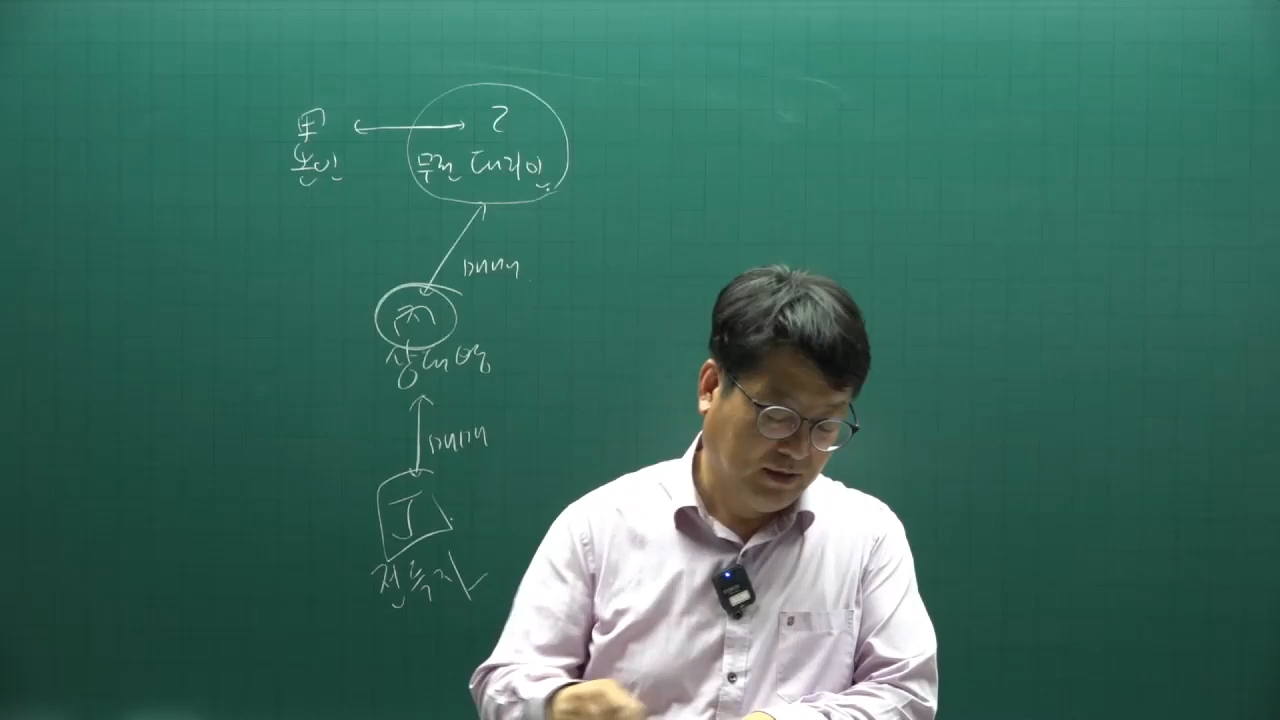 甲 乙
본인 무권 대리인
매매
丙
상대방
매매
丁
전득자